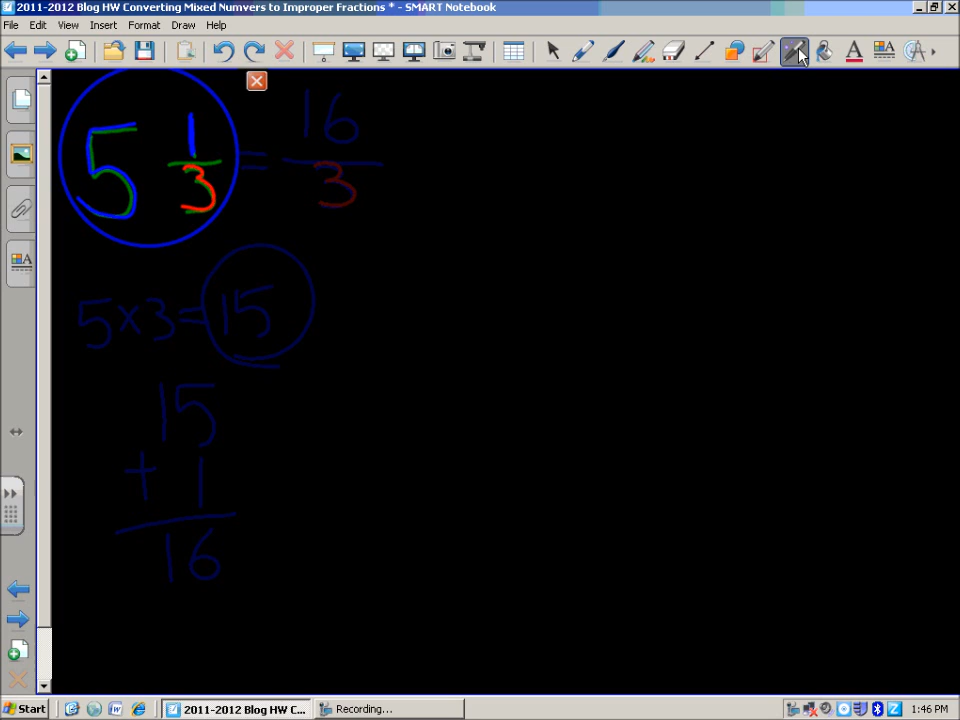 2011-2012 Blog HW Converting Mixed Numvers to Improper Fractions * - SMART Notebook
File Edit View Insert Format Draw Help
5 1/3 = 16/3
5 x 3 = 15
15
+ 1
16
Start 2011-2012 Blog HW C... Recording... 1:46 PM